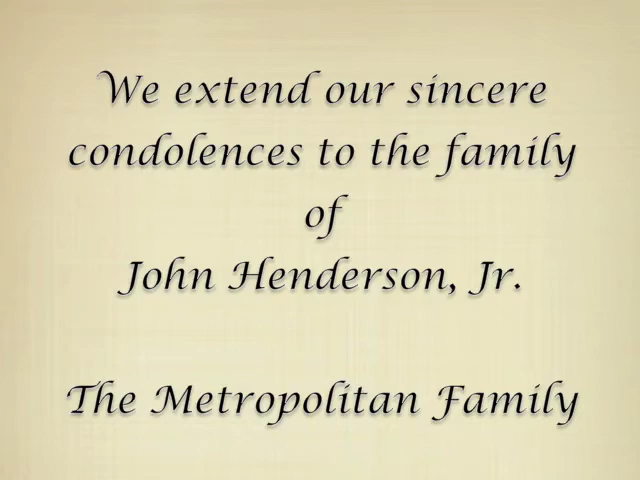 We extend our sincere
condolences to the family
of
John Henderson, Jr.
The Metropolitan Family